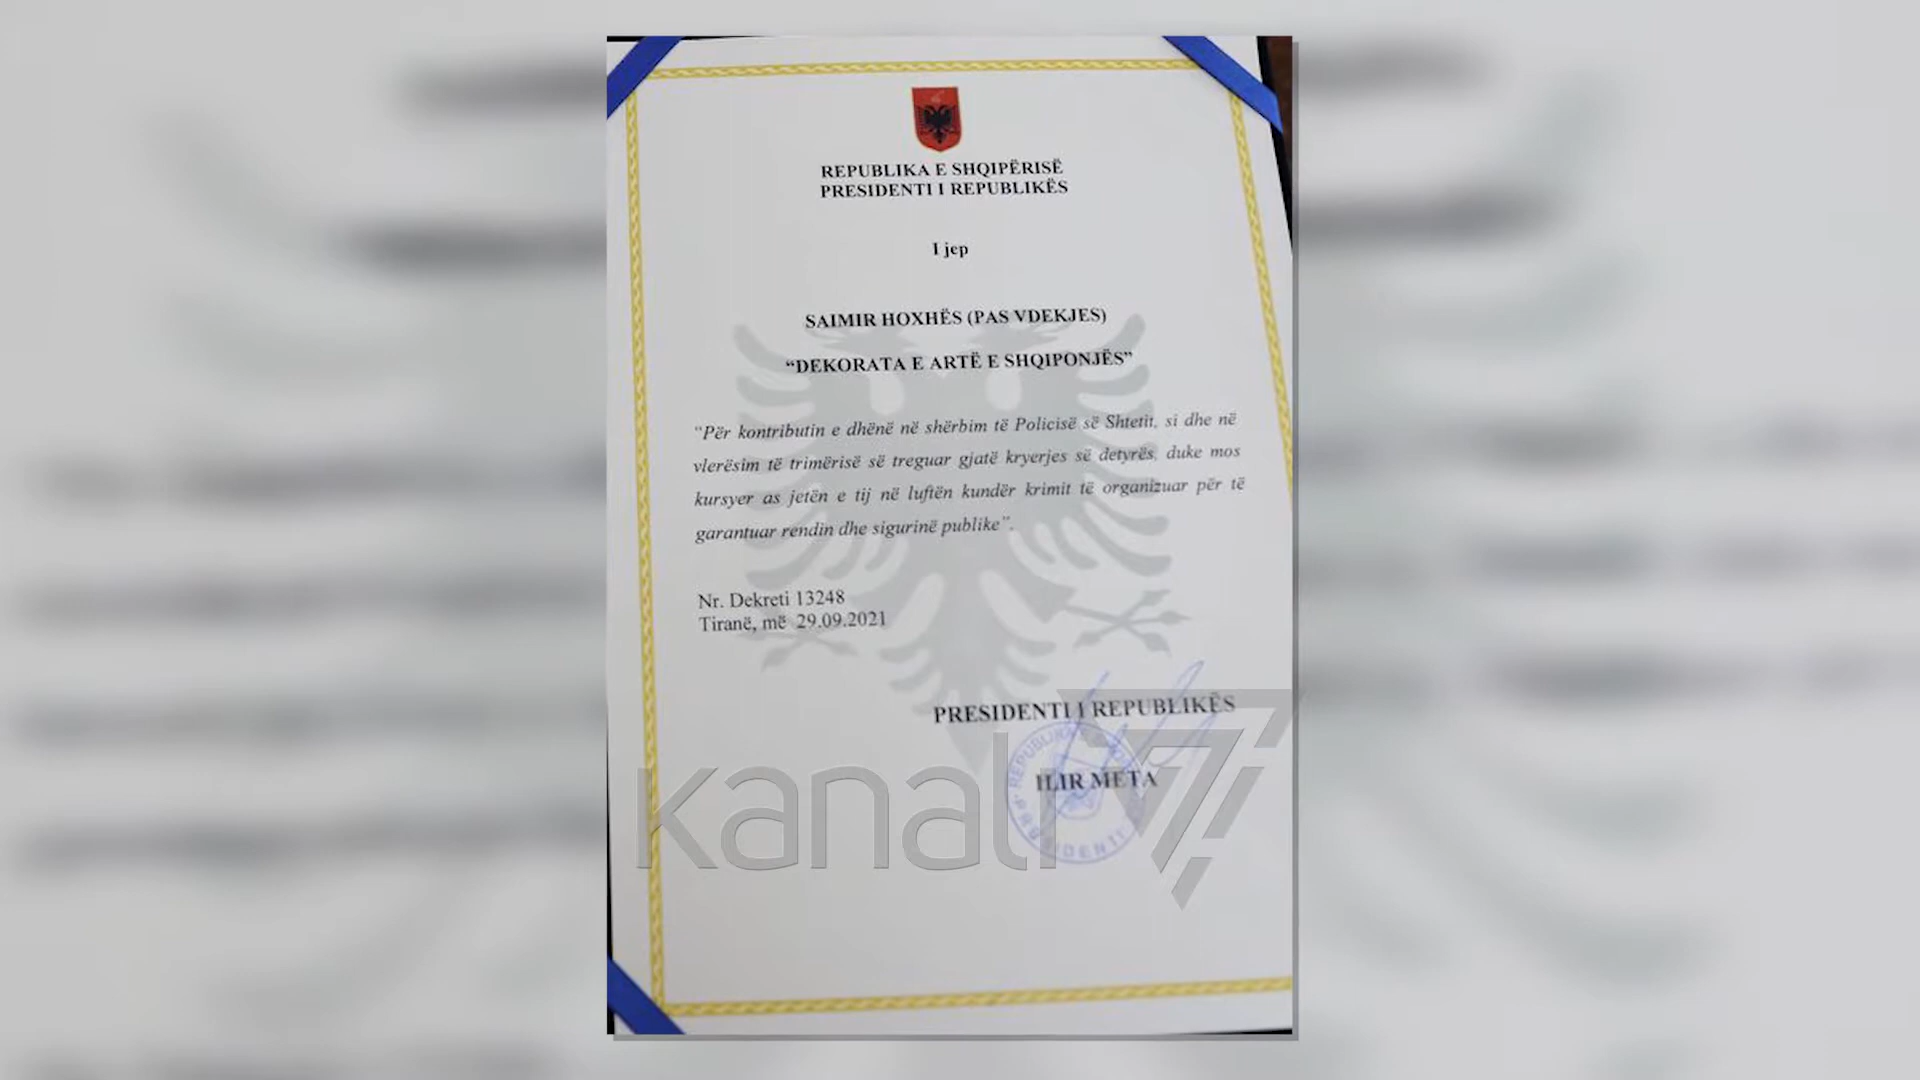 REPUBLIKA E SHQIPËRISË
PRESIDENTI I REPUBLIKËS
I jep
SAIMIR HOXHËS (PAS VDEKJES)
“DEKORATA E ARTË E SHQIPONJËS”
“Për kontributin e dhënë në shërbim të Policisë së Shtetit, si dhe në
vlerësim të trimërisë së treguar gjatë kryerjes së detyrës, duke mos
kursyer as jetën e tij në luftën kundër krimit të organizuar për të
garantuar rendin dhe sigurinë publike”.
Nr. Dekreti 13248
Tiranë, më 29.09.2021
PRESIDENTI I REPUBLIKËS
ILIR META
PRESIDENTI
kanali 7